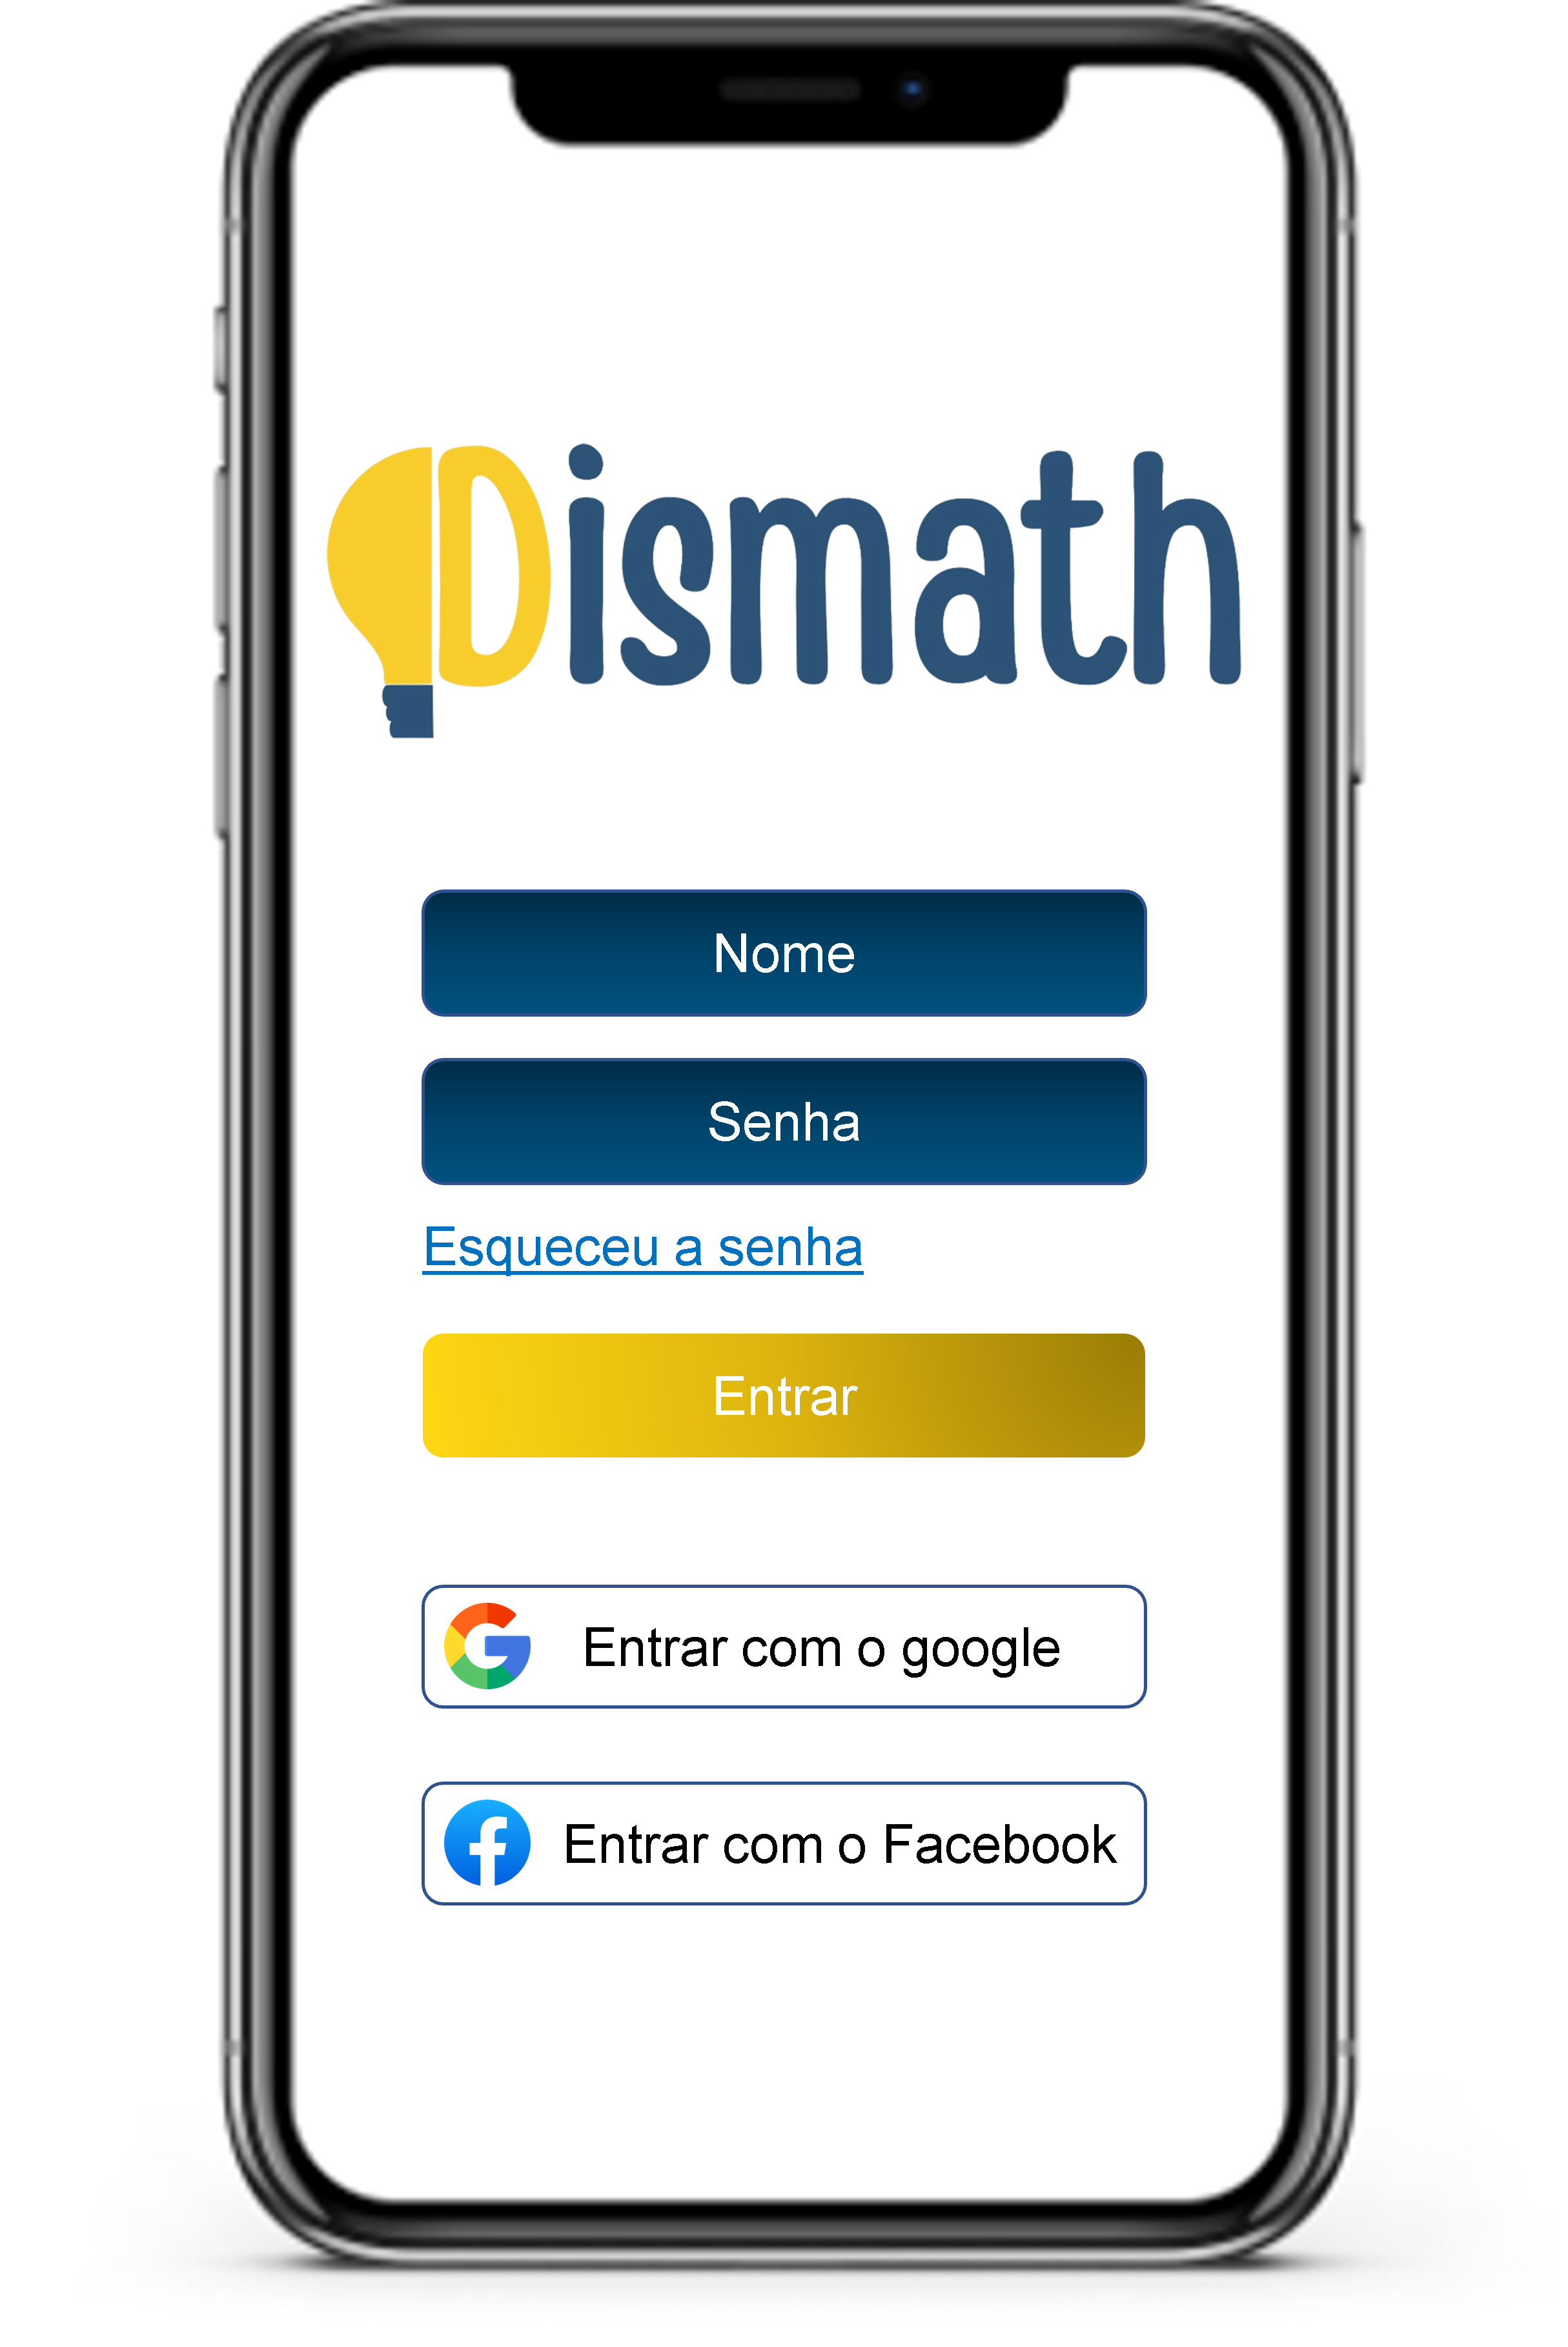 Dismath
Nome
Senha
Esqueceu a senha
Entrar
Entrar com o google
Entrar com o Facebook